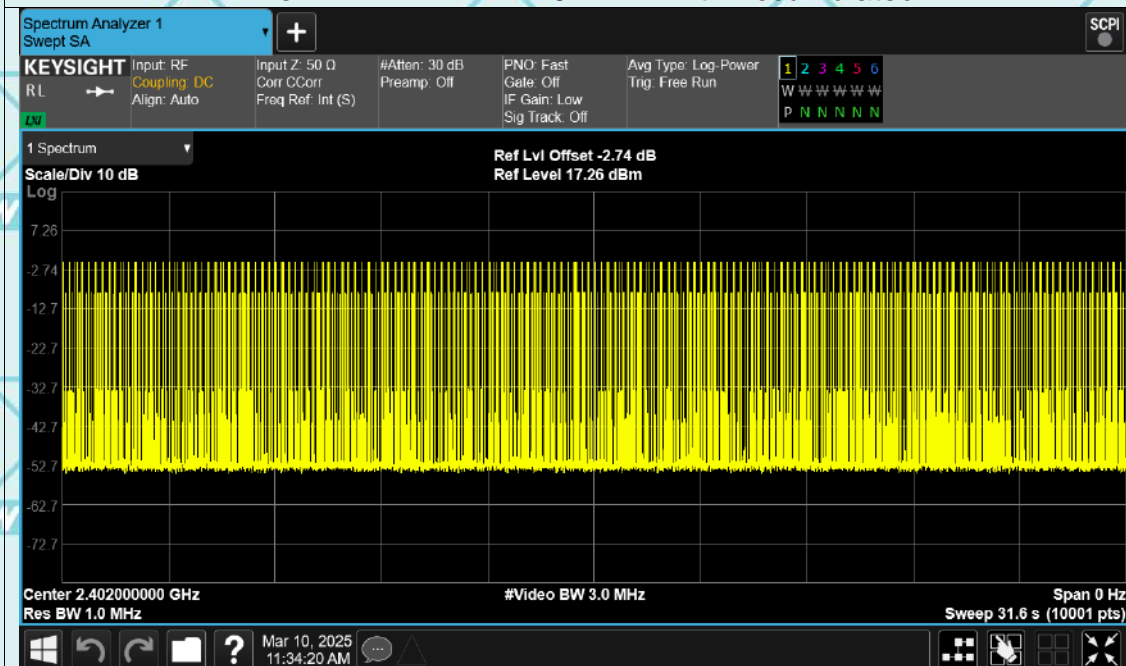 Spectrum Analyzer 1
Swept SA
+
SCPI
KEYSIGHT
RL
LXI
Input: RF
Coupling: DC
Align: Auto
Input Z: 50 Ω
Corr CCorr
Freq Ref: Int (S)
#Atten: 30 dB
Preamp: Off
PNO: Fast
Gate: Off
IF Gain: Low
Sig Track: Off
Avg Type: Log-Power
Trig: Free Run
1 2 3 4 5 6
W W W W W W
P N N N N N
1 Spectrum
Scale/Div 10 dB
Ref Lvl Offset -2.74 dB
Ref Level 17.26 dBm
Log
7.26
-2.74
-12.7
-22.7
-32.7
-42.7
-52.7
-62.7
-72.7
Center 2.402000000 GHz
#Video BW 3.0 MHz
Span 0 Hz
Res BW 1.0 MHz
Sweep 31.6 s (10001 pts)
?
Mar 10, 2025
11:34:20 AM